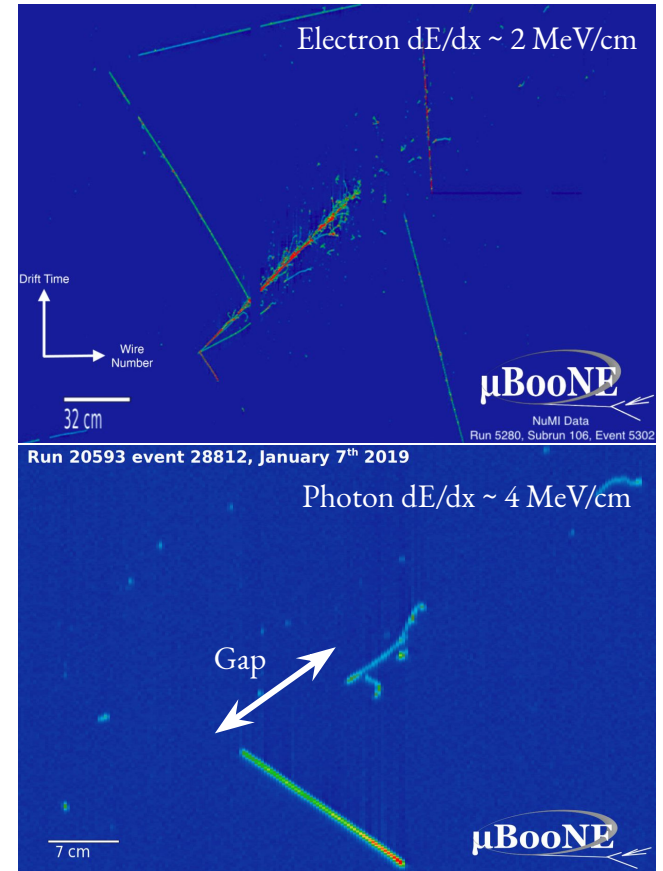 Electron dE/dx ~ 2 MeV/cm
Drift Time
Wire
Number
32 cm
µBooNE
NuMI Data
Run 5280, Subrun 106, Event 5302
Run 20593 event 28812, January 7th 2019
Photon dE/dx ~ 4 MeV/cm
Gap
7 cm
µBooNE